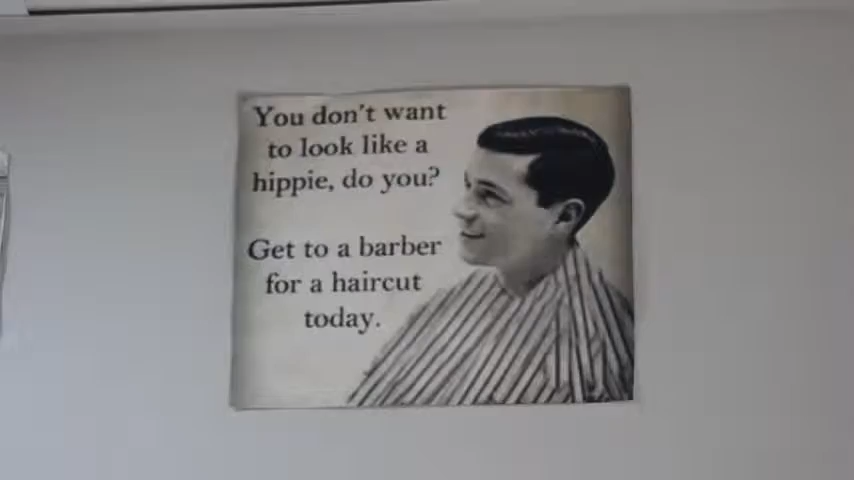 You don't want
to look like a
hippie, do you?
Get to a barber
for a haircut
today.